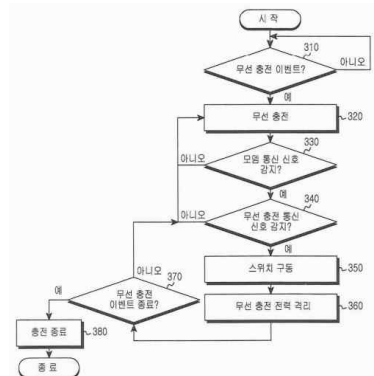 시 작
310
무선 충전 이벤트?
아니오
예
무선 충전
320
330
모뎀 통신 신호
감지?
아니오
예
340
무선 충전 통신
신호 감지?
아니오
예
스위치 구동
350
무선 충전 전력 격리
360
370
무선 충전
이벤트 종료?
아니오
예
충전 종료
380
종 료